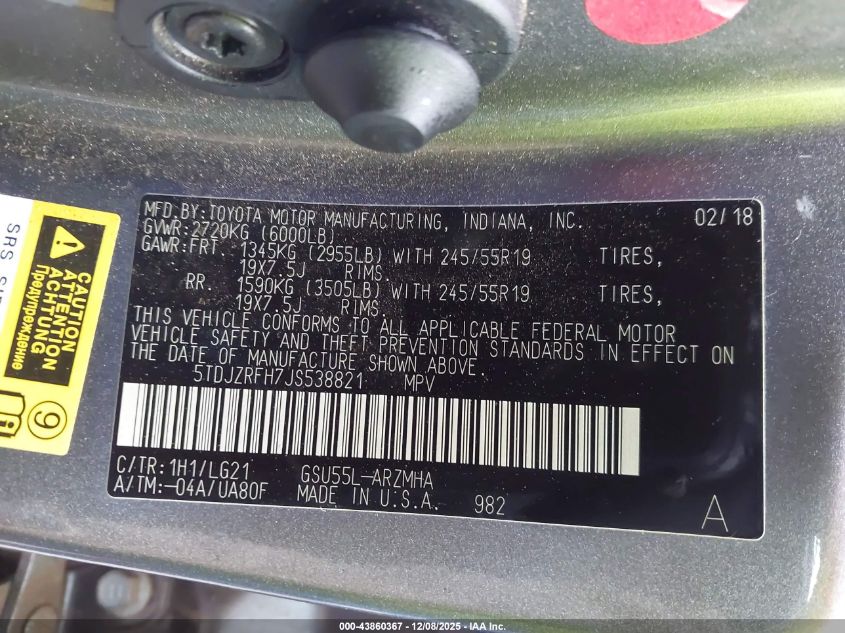 MFD.BY:TOYOTA MOTOR MANUFACTURING, INDIANA, INC. 02/18
GVWR:2720KG (6000LB)
GAWR:FRT. 1345KG (2955LB) WITH 245/55R19 TIRES,
19X7.5J RIMS.
RR. 1590KG (3505LB) WITH 245/55R19 TIRES,
19X7.5J RIMS.
THIS VEHICLE CONFORMS TO ALL APPLICABLE FEDERAL MOTOR
VEHICLE SAFETY AND THEFT PREVENTION STANDARDS IN EFFECT ON
THE DATE OF MANUFACTURE SHOWN ABOVE.
5TDJZRFH7JS538821 MPV
C/TR:1H1/LG21 GSU55L-ARZMHA
A/TM:-04A/UA80F MADE IN U.S.A. 982 A
SRS
CAUTION
ATTENTION
ACHTUNG
Предупреждение
9
000-43860367 - 12/08/2025 - IAA Inc.